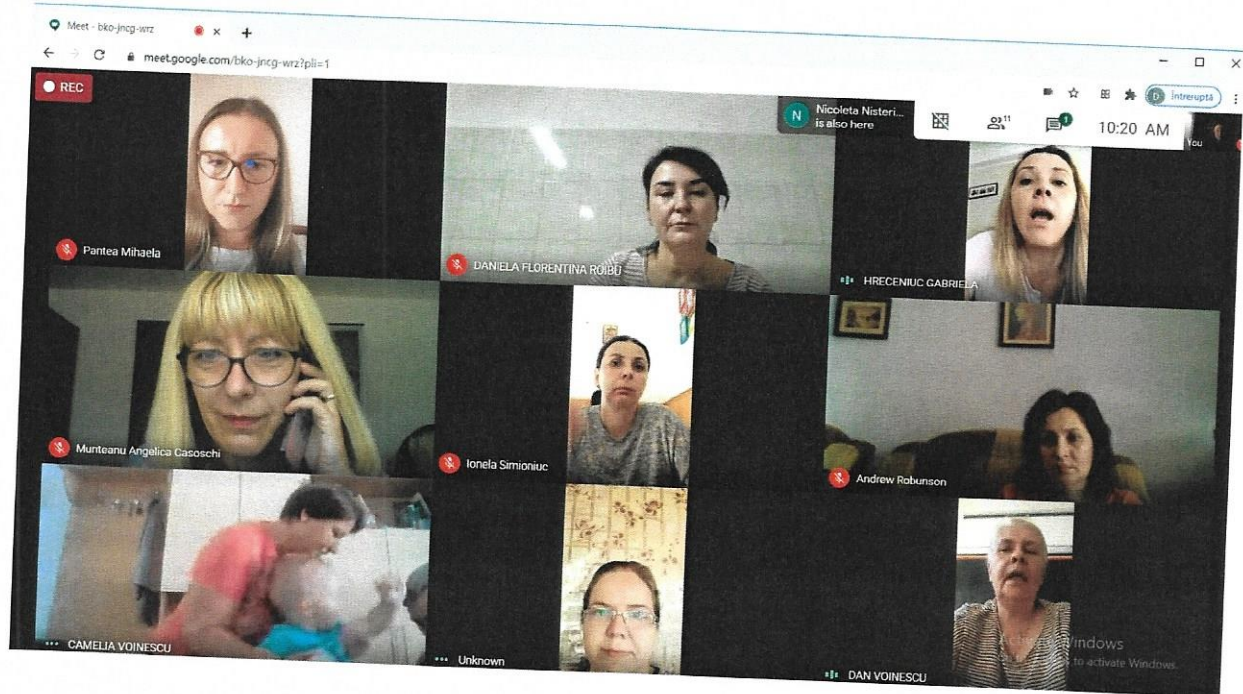 Meet - bko-jncg-wrz
meet.google.com/bko-jncg-wrz?pli=1
Întreruptă
REC
N
Nicoleta Nisteri...
is also here
11
1
10:20 AM
You
D
Pantea Mihaela
DANIELA FLORENTINA ROIBU
HRECENIUC GABRIELA
Munteanu Angelica Casoschi
Ionela Simioniuc
Andrew Robunson
CAMELIA VOINESCU
Unknown
DAN VOINESCU
Windows
to activate Windows.